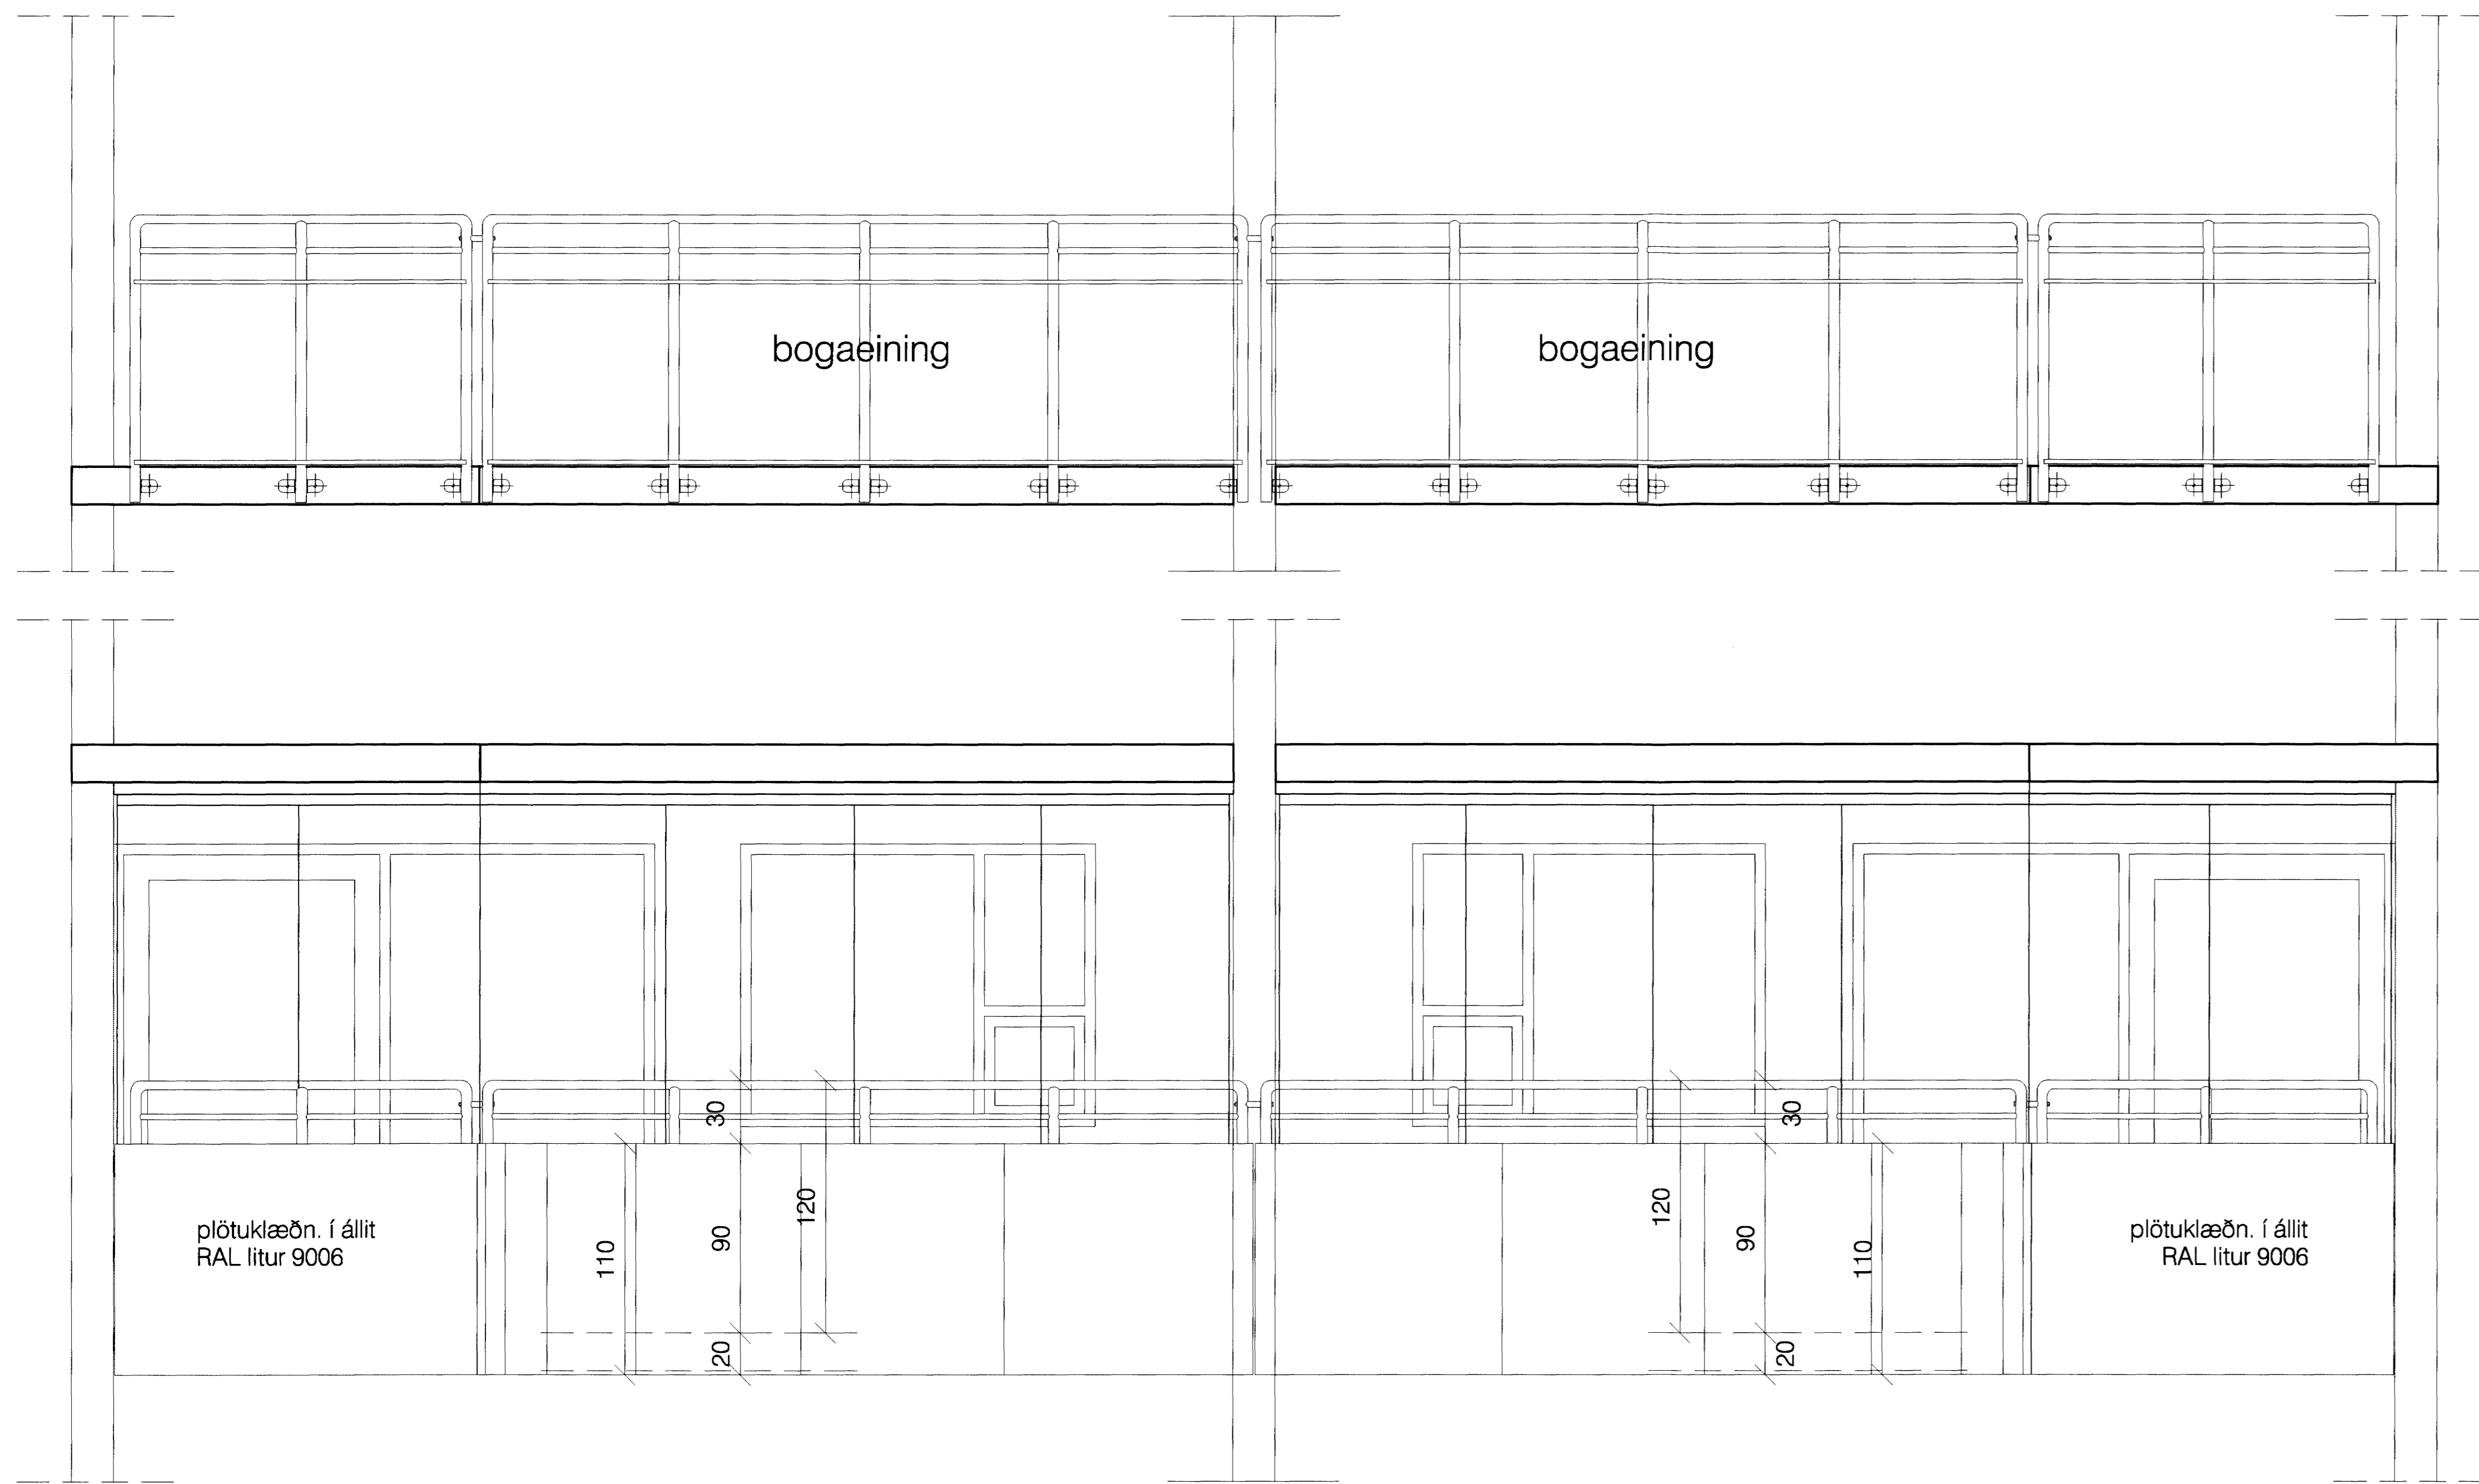 bogaeining
bogaeining
30
30
120
90
110
20
120
90
110
20
plötuklæðn. í állit
RAL litur 9006
plötuklæðn. í állit
RAL litur 9006